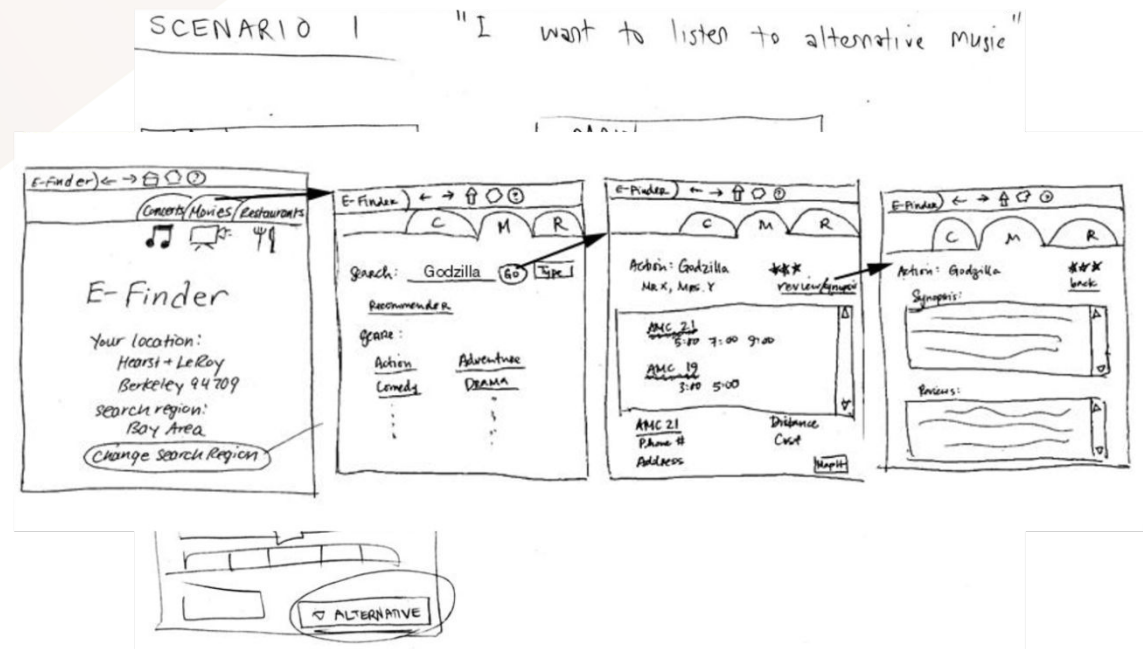 SCENARIO 1 "I want to listen to alternative music"
E-Finder
Concerts Movies Restaurants
E-Finder
Your location:
Hearst + LeRoy
Berkeley 94709
Search region:
Bay Area
Change Search Region
E-Finder
C M R
Search: Godzilla Go Type
Recommender
genre:
Action Adventure
Comedy DRAMA
E-Finder
C M R
Action: Godzilla ***
Mr X, Mrs. Y review/
AMC 21
5:00 7:00 9:00
AMC 19
3:00 5:00
AMC 21 Distance
Phone # Cost
Address Map It
E-Finder
C M R
Action: Godzilla ***
back
Synopsis:
Reviews:
ALTERNATIVE